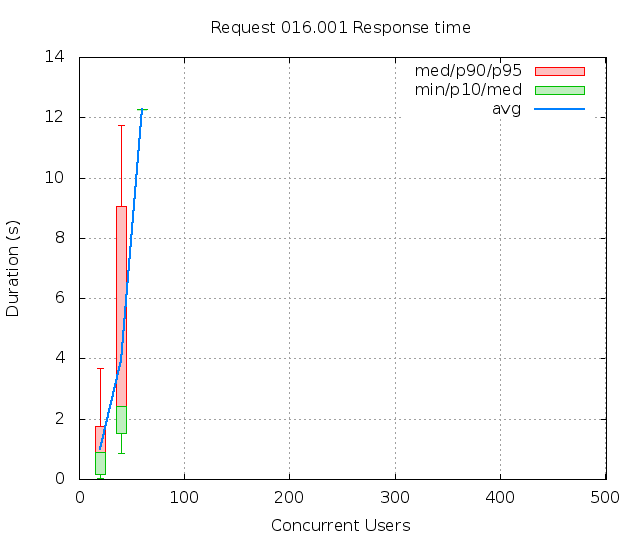 Request 016.001 Response time
14
12
10
8
6
4
2
0
Duration (s)
med/p90/p95
min/p10/med
avg
0 100 200 300 400 500
Concurrent Users